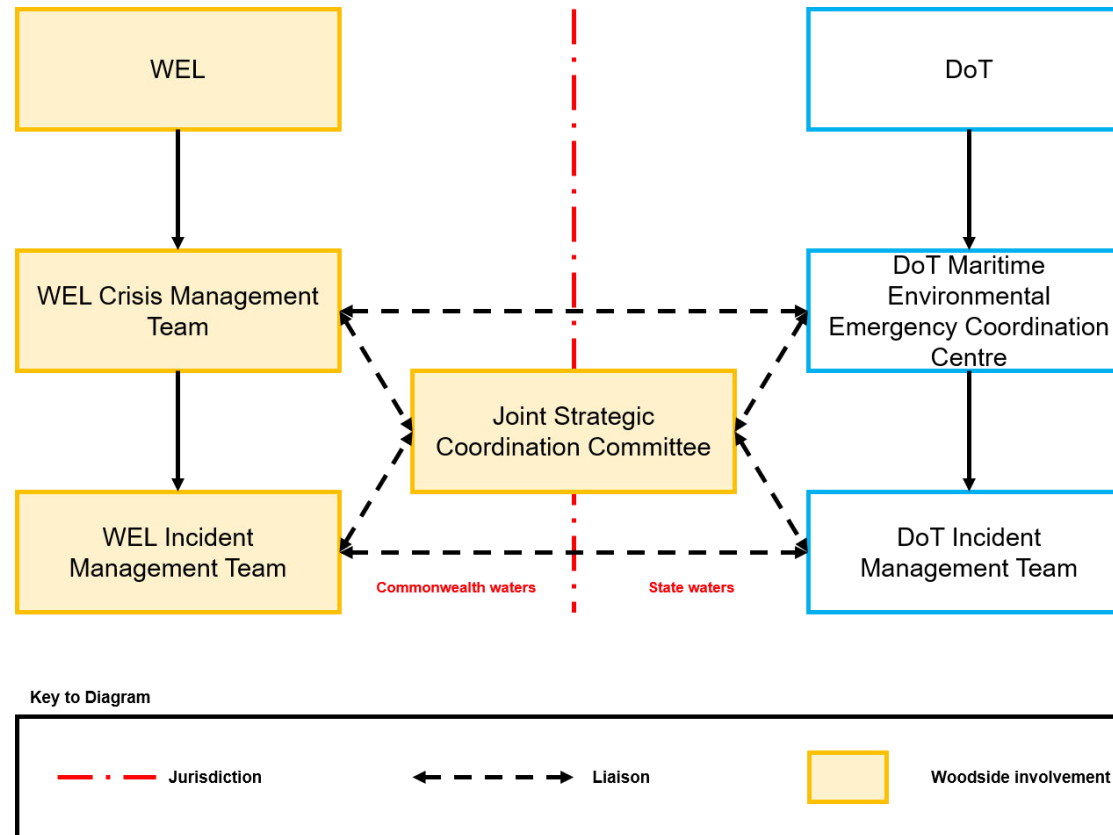 WEL
DoT
WEL Crisis Management
Team
DoT Maritime
Environmental
Emergency Coordination
Centre
Joint Strategic
Coordination Committee
WEL Incident
Management Team
DoT Incident
Management Team
Commonwealth waters
State waters
Key to Diagram
Jurisdiction
Liaison
Woodside involvement